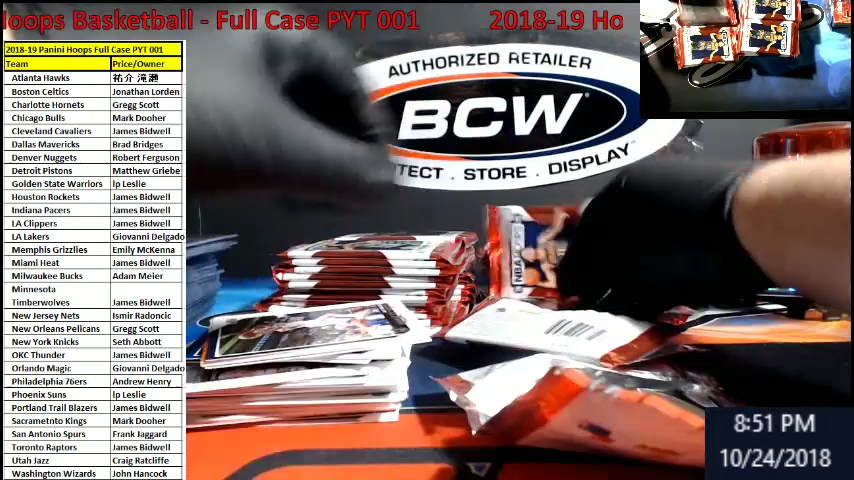 Hoops Basketball - Full Case PYT 001 2018-19 Ho
2018-19 Panini Hoops Full Case PYT 001
Team Price/Owner
Atlanta Hawks 祐介 滝瀬
Boston Celtics Jonathan Lorden
Charlotte Hornets Gregg Scott
Chicago Bulls Mark Dooher
Cleveland Cavaliers James Bidwell
Dallas Mavericks Brad Bridges
Denver Nuggets Robert Ferguson
Detroit Pistons Matthew Griebe
Golden State Warriors lp Leslie
Houston Rockets James Bidwell
Indiana Pacers James Bidwell
LA Clippers James Bidwell
LA Lakers Giovanni Delgado
Memphis Grizzlies Emily McKenna
Miami Heat James Bidwell
Milwaukee Bucks Adam Meier
Minnesota
Timberwolves James Bidwell
New Jersey Nets Ismir Radoncic
New Orleans Pelicans Gregg Scott
New York Knicks Seth Abbott
OKC Thunder James Bidwell
Orlando Magic Giovanni Delgado
Philadelphia 76ers Andrew Henry
Phoenix Suns lp Leslie
Portland Trail Blazers James Bidwell
Sacrametnto Kings Mark Dooher
San Antonio Spurs Frank Jaggard
Toronto Raptors James Bidwell
Utah Jazz Craig Ratcliffe
Washington Wizards John Hancock
AUTHORIZED RETAILER
BCW
TECT . STORE . DISPLAY
NBA HOOPS
8:51 PM
10/24/2018